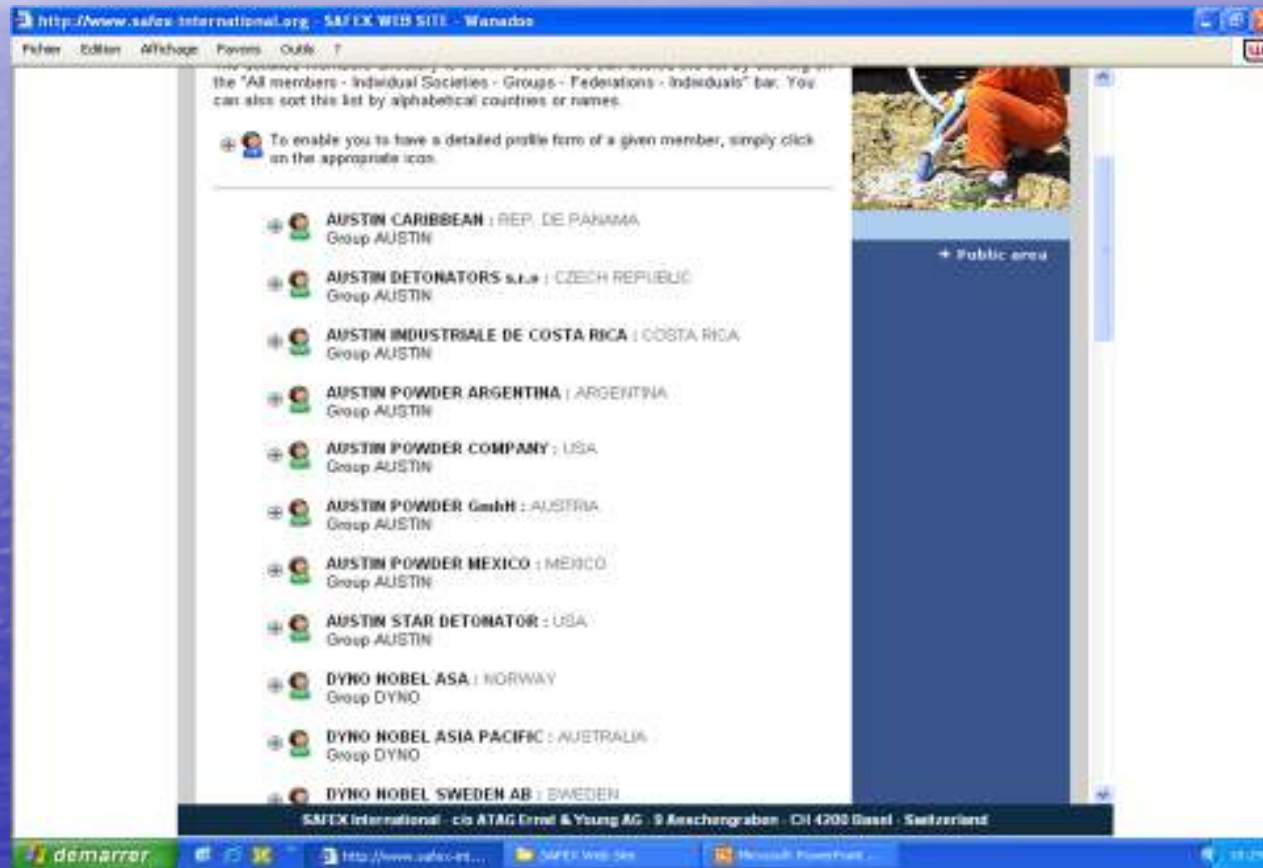 http://www.safex-international.org - SAFEX WEB SITE - Wanadoo
Fichier Edition Affichage Favoris Outils ?
the "All members - Individual Societies - Groups - Federations - Individuals" bar. You
can also sort this list by alphabetical countries or names.
To enable you to have a detailed profile form of a given member, simply click
on the appropriate icon.
AUSTIN CARIBBEAN : REP. DE PANAMA
Group AUSTIN
AUSTIN DETONATORS s.r.o : CZECH REPUBLIC
Group AUSTIN
AUSTIN INDUSTRIALE DE COSTA RICA : COSTA RICA
Group AUSTIN
AUSTIN POWDER ARGENTINA : ARGENTINA
Group AUSTIN
AUSTIN POWDER COMPANY : USA
Group AUSTIN
AUSTIN POWDER GmbH : AUSTRIA
Group AUSTIN
AUSTIN POWDER MEXICO : MEXICO
Group AUSTIN
AUSTIN STAR DETONATOR : USA
Group AUSTIN
DYNO NOBEL ASA : NORWAY
Group DYNO
DYNO NOBEL ASIA PACIFIC : AUSTRALIA
Group DYNO
DYNO NOBEL SWEDEN AB : SWEDEN
+ Public area
SAFEX International - c/o ATAG Ernst & Young AG - 9 Aeschengraben - CH 4200 Basel - Switzerland
démarrer http://www.safex-int... SAFEX Web Site Microsoft PowerPoint ...